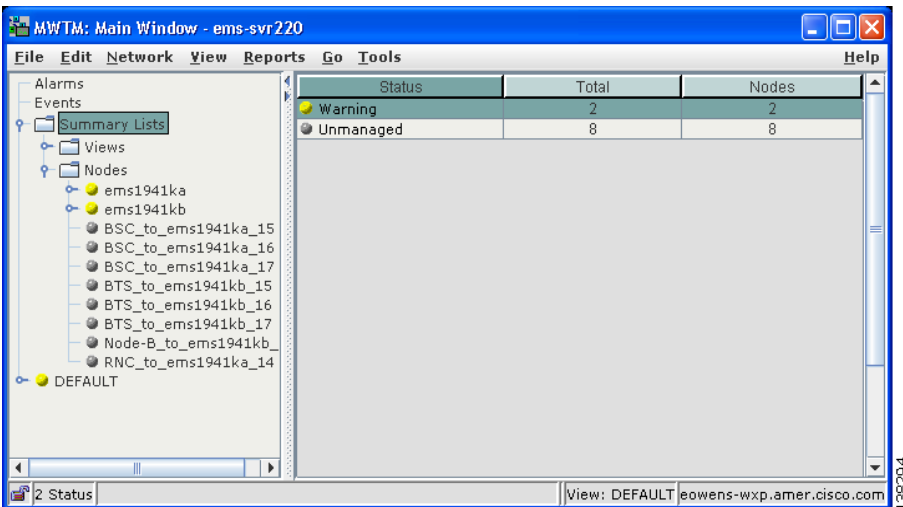 MWTM: Main Window - ems-svr220
File Edit Network View Reports Go Tools Help
Alarms
Events
Summary Lists
Views
Nodes
ems1941ka
ems1941kb
BSC_to_ems1941ka_15
BSC_to_ems1941ka_16
BSC_to_ems1941ka_17
BTS_to_ems1941kb_15
BTS_to_ems1941kb_16
BTS_to_ems1941kb_17
Node-B_to_ems1941kb_
RNC_to_ems1941ka_14
DEFAULT
Status Total Nodes
Warning 2 2
Unmanaged 8 8
2 Status
View: DEFAULT eowens-wxp.amer.cisco.com